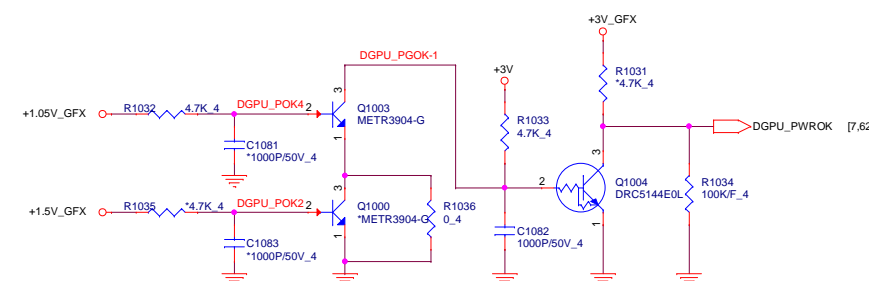 +3V_GFX
DGPU_PGOK-1
+3V
R1031
*4.7K_4
3
+1.05V_GFX
R1032
4.7K_4
DGPU_POK4
2
Q1003
METR3904-G
R1033
4.7K_4
DGPU_PWROK
[7,62
C1081
*1000P/50V_4
1
3
2
Q1004
DRC5144E0L
R1034
100K/F_4
+1.5V_GFX
R1035
*4.7K_4
DGPU_POK2
3
2
Q1000
*METR3904-G
R1036
0_4
1
C1083
*1000P/50V_4
C1082
1000P/50V_4
1